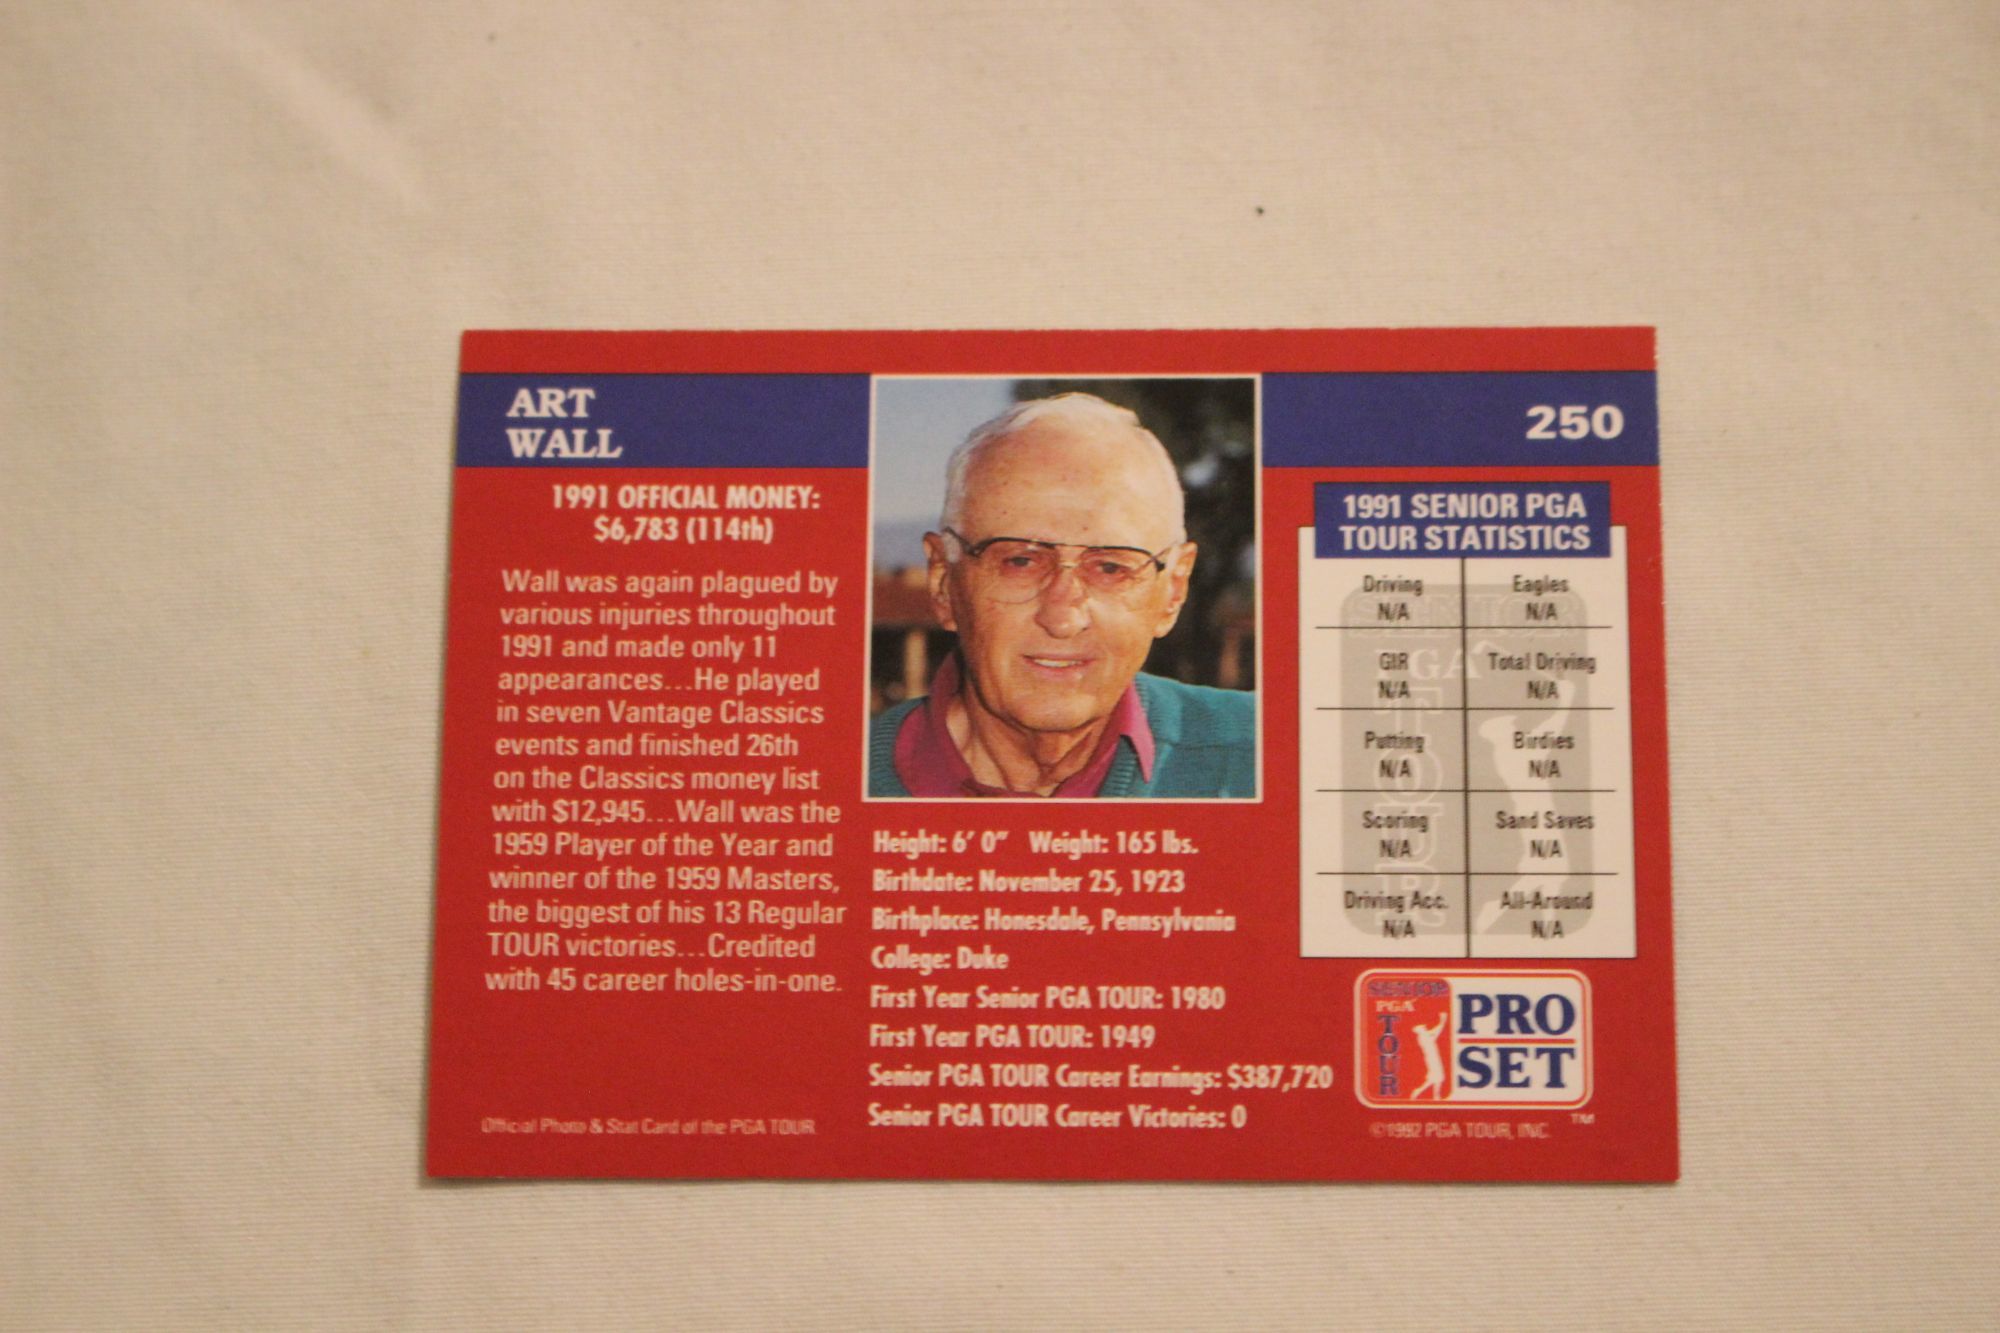 ART
WALL
250
1991 OFFICIAL MONEY:
$6,783 (114th)
Wall was again plagued by
various injuries throughout
1991 and made only 11
appearances...He played
in seven Vantage Classics
events and finished 26th
on the Classics money list
with $12,945...Wall was the
1959 Player of the Year and
winner of the 1959 Masters,
the biggest of his 13 Regular
TOUR victories...Credited
with 45 career holes-in-one.
Official Photo & Stat Card of the PGA TOUR.
Height: 6' 0" Weight: 165 lbs.
Birthdate: November 25, 1923
Birthplace: Honesdale, Pennsylvania
College: Duke
First Year Senior PGA TOUR: 1980
First Year PGA TOUR: 1949
Senior PGA TOUR Career Earnings: $387,720
Senior PGA TOUR Career Victories: 0
1991 SENIOR PGA
TOUR STATISTICS
Driving Eagles
N/A N/A
GIR Total Driving
N/A N/A
Putting Birdies
N/A N/A
Scoring Sand Saves
N/A N/A
Driving Acc. All-Around
N/A N/A
SENIOR
PGA
TOUR
SENIOR
PGA
TOUR
PRO
SET
TM
©1992 PGA TOUR, INC.